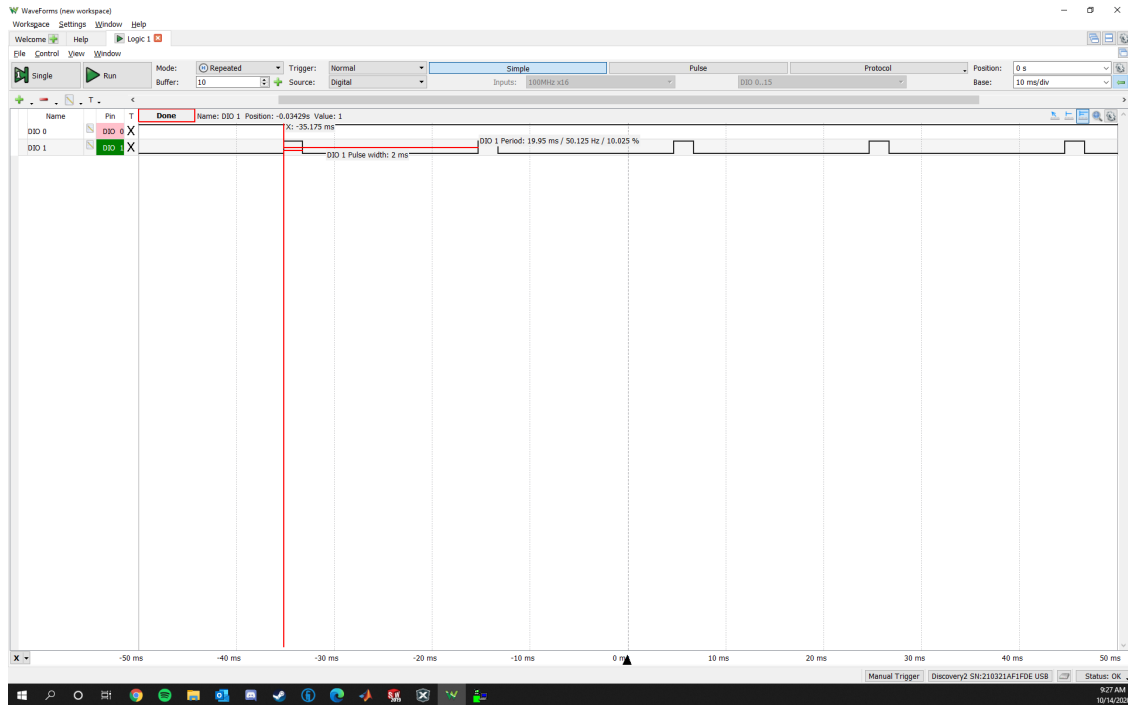 WaveForms (new workspace)
Workspace Settings Window Help
Welcome Help Logic 1
File Control View Window
Single Run Mode: Repeated Trigger: Normal Simple Pulse Protocol Position: 0 s
Buffer: 10 Source: Digital Inputs: 100MHz x16 DIO 0..15 Base: 10 ms/div
T
Name Pin T Done Name: DIO 1 Position: -0.03429s Value: 1
DIO 0 DIO 0 X X: -35.175 ms
DIO 1 DIO 1 X DIO 1 Period: 19.95 ms / 50.125 Hz / 10.025 %
DIO 1 Pulse width: 2 ms
X -50 ms -40 ms -30 ms -20 ms -10 ms 0 ms 10 ms 20 ms 30 ms 40 ms 50 ms
Manual Trigger Discovery2 SN:210321AF1FDE USB Status: OK
9:27 AM